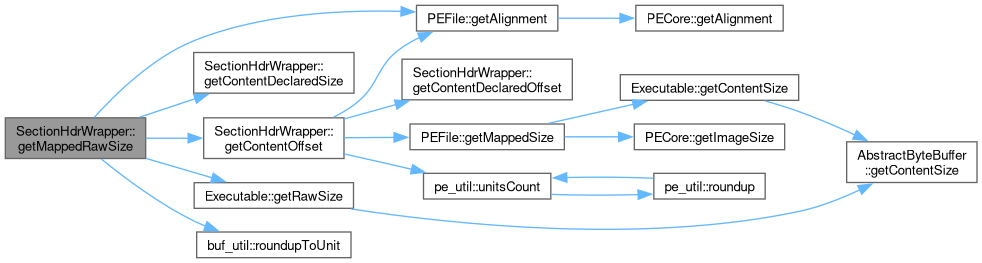 SectionHdrWrapper::
getMappedRawSize
PEFile::getAlignment
PECore::getAlignment
SectionHdrWrapper::
getContentDeclaredSize
SectionHdrWrapper::
getContentOffset
SectionHdrWrapper::
getContentDeclaredOffset
PEFile::getMappedSize
Executable::getContentSize
PECore::getImageSize
AbstractByteBuffer
::getContentSize
pe_util::unitsCount
pe_util::roundup
Executable::getRawSize
buf_util::roundupToUnit